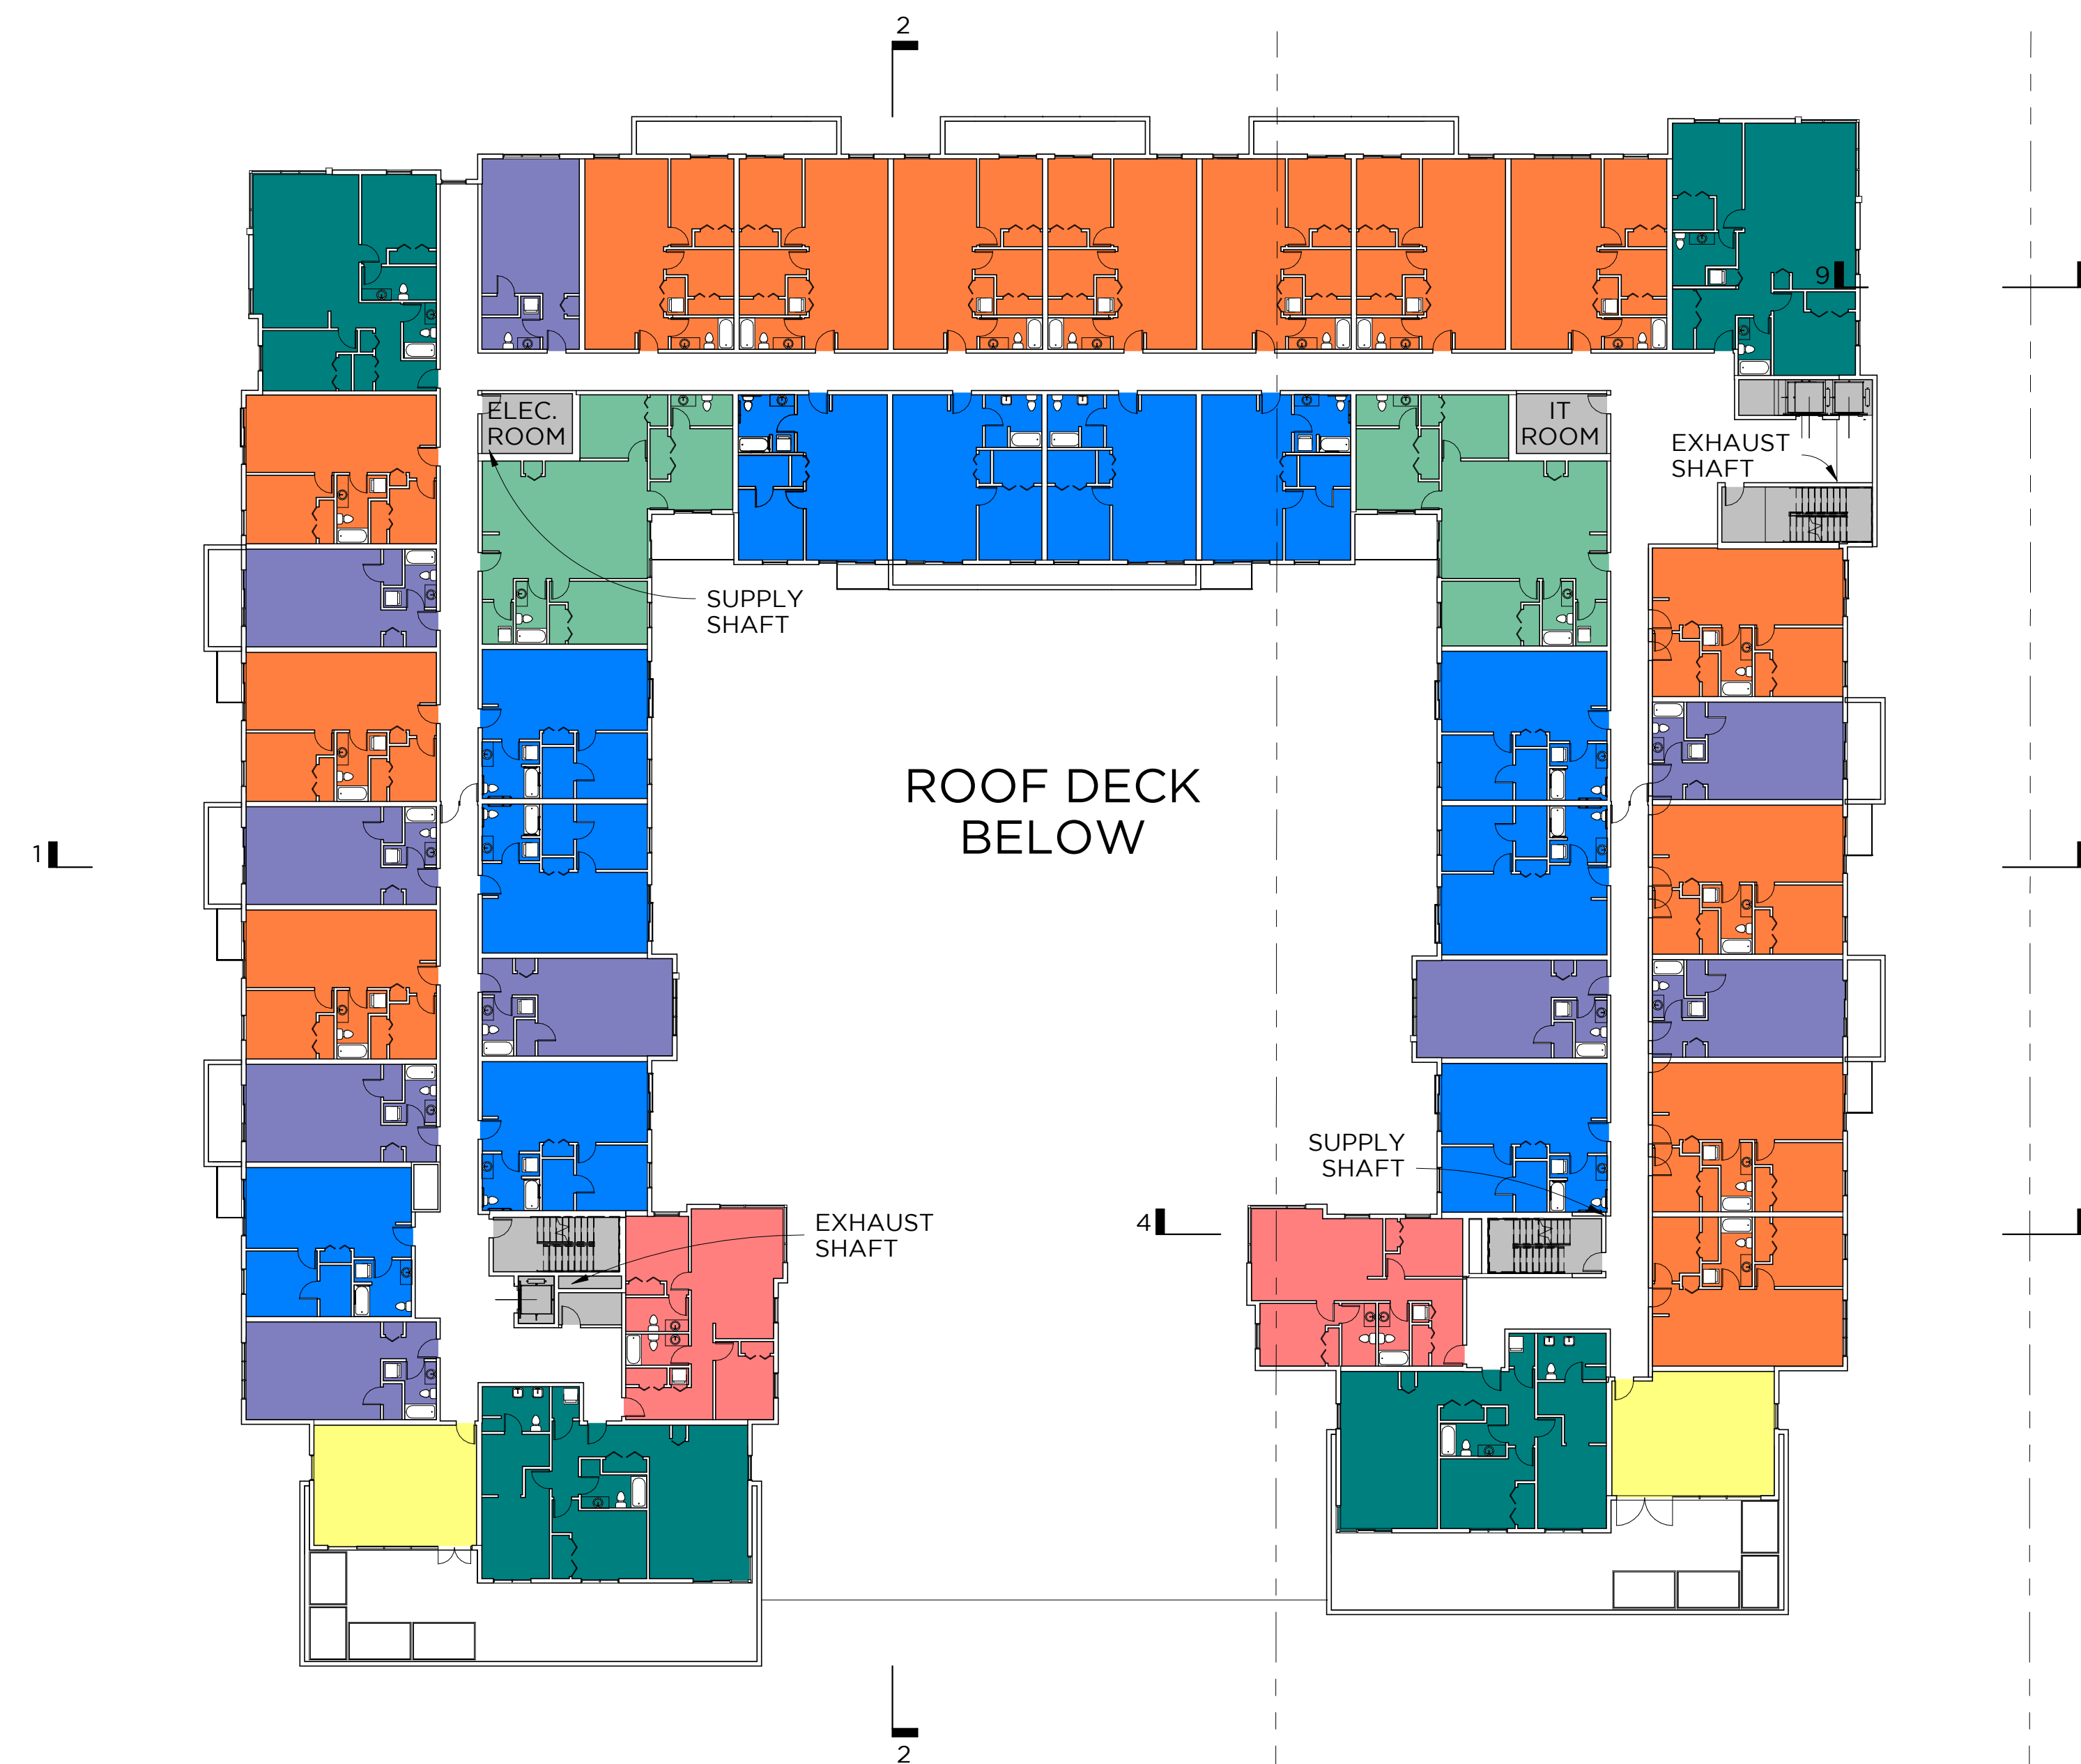 2
9
ELEC.
ROOM
IT
ROOM
EXHAUST
SHAFT
SUPPLY
SHAFT
ROOF DECK
BELOW
1
SUPPLY
SHAFT
EXHAUST
SHAFT
4
2